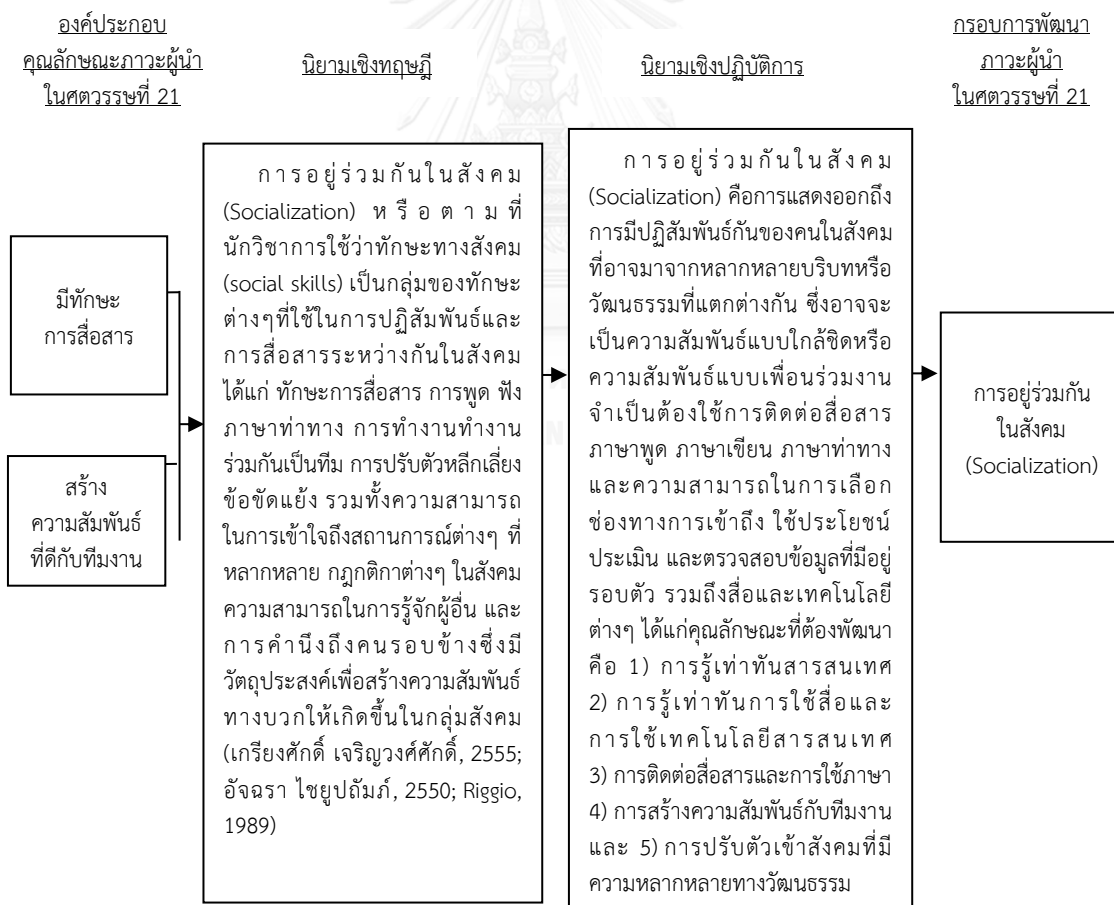 องค์ประกอบ
คุณลักษณะภาวะผู้นำ
ในศตวรรษที่ 21
นิยามเชิงทฤษฎี
นิยามเชิงปฏิบัติการ
กรอบการพัฒนา
ภาวะผู้นำ
ในศตวรรษที่ 21
มีทักษะ
การสื่อสาร
สร้าง
ความสัมพันธ์
ที่ดีกับทีมงาน
การอยู่ร่วมกันในสังคม
(Socialization) หรือตามที่
นักวิชาการใช้ว่าทักษะทางสังคม
(social skills) เป็นกลุ่มของทักษะ
ต่างๆที่ใช้ในการปฏิสัมพันธ์และ
การสื่อสารระหว่างกันในสังคม
ได้แก่ ทักษะการสื่อสาร การพูด ฟัง
ภาษาท่าทาง การทำงานทำงาน
ร่วมกันเป็นทีม การปรับตัวหลีกเลี่ยง
ข้อขัดแย้ง รวมทั้งความสามารถ
ในการเข้าใจถึงสถานการณ์ต่างๆ ที่
หลากหลาย กฎกติกาต่างๆ ในสังคม
ความสามารถในการรู้จักผู้อื่น และ
การคำนึงถึงคนรอบข้างซึ่งมี
วัตถุประสงค์เพื่อสร้างความสัมพันธ์
ทางบวกให้เกิดขึ้นในกลุ่มสังคม
(เกรียงศักดิ์ เจริญวงศ์ศักดิ์, 2555;
อัจฉรา ไชยูปถัมภ์, 2550; Riggio,
1989)
การอยู่ร่วมกันในสังคม
(Socialization) คือการแสดงออกถึง
การมีปฏิสัมพันธ์กันของคนในสังคม
ที่อาจมาจากหลากหลายบริบทหรือ
วัฒนธรรมที่แตกต่างกัน ซึ่งอาจจะ
เป็นความสัมพันธ์แบบใกล้ชิดหรือ
ความสัมพันธ์แบบเพื่อนร่วมงาน
จำเป็นต้องใช้การติดต่อสื่อสาร
ภาษาพูด ภาษาเขียน ภาษาท่าทาง
และความสามารถในการเลือก
ช่องทางการเข้าถึง ใช้ประโยชน์
ประเมิน และตรวจสอบข้อมูลที่มีอยู่
รอบตัว รวมถึงสื่อและเทคโนโลยี
ต่างๆ ได้แก่คุณลักษณะที่ต้องพัฒนา
คือ 1) การรู้เท่าทันสารสนเทศ
2) การรู้เท่าทันการใช้สื่อและ
การใช้เทคโนโลยีสารสนเทศ
3) การติดต่อสื่อสารและการใช้ภาษา
4) การสร้างความสัมพันธ์กับทีมงาน
และ 5) การปรับตัวเข้าสังคมที่มี
ความหลากหลายทางวัฒนธรรม
การอยู่ร่วมกัน
ในสังคม
(Socialization)